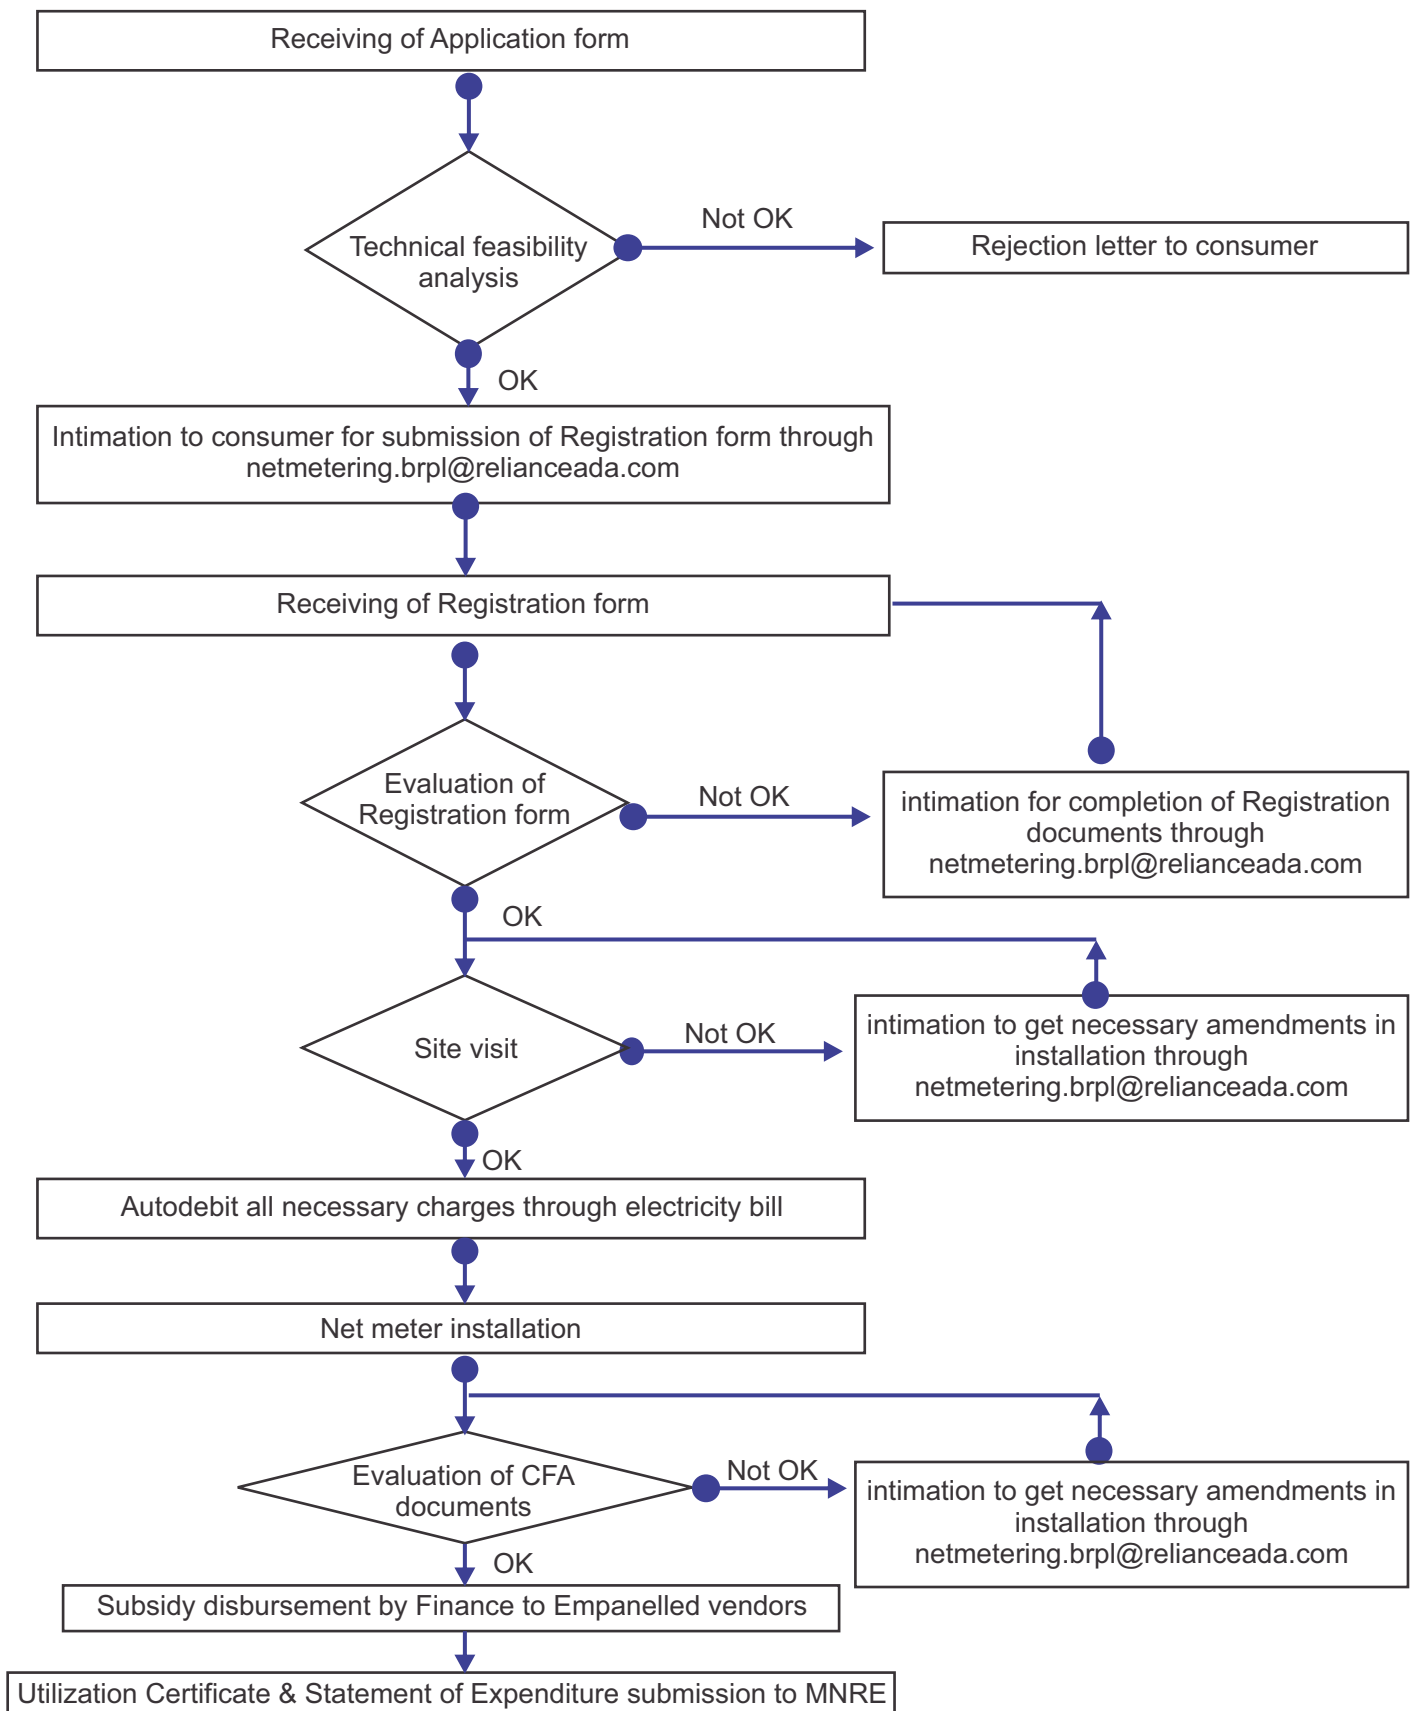 Receiving of Application form
Technical feasibility
analysis
Not OK
Rejection letter to consumer
OK
Intimation to consumer for submission of Registration form through
netmetering.brpl@relianceada.com
Receiving of Registration form
Evaluation of
Registration form
Not OK
intimation for completion of Registration
documents through
netmetering.brpl@relianceada.com
OK
Site visit
Not OK
intimation to get necessary amendments in
installation through
netmetering.brpl@relianceada.com
OK
Autodebit all necessary charges through electricity bill
Net meter installation
Evaluation of CFA
documents
Not OK
intimation to get necessary amendments in
installation through
netmetering.brpl@relianceada.com
OK
Subsidy disbursement by Finance to Empanelled vendors
Utilization Certificate & Statement of Expenditure submission to MNRE